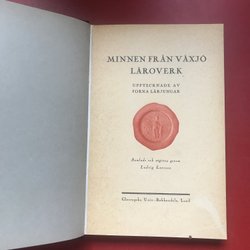 MINNEN FRÅN VÄXJÖ
LÄROVERK
UPPTECKNADE AV
FORNA LÄRJUNGAR
Samlade och utgivna genom
Ludvig Larsson
Gleerupska Univ.-Bokhandeln, Lund